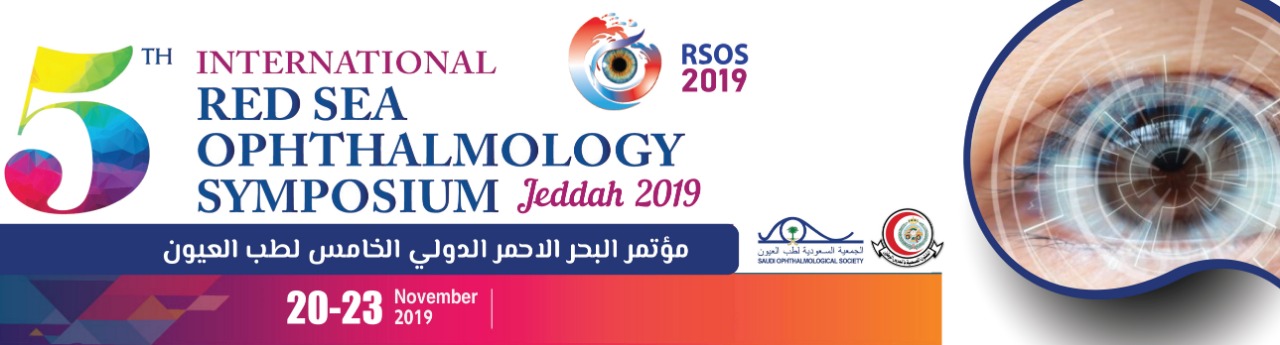 5TH INTERNATIONAL
RED SEA
OPHTHALMOLOGY
SYMPOSIUM Jeddah 2019
RSOS
2019
مؤتمر البحر الاحمر الدولي الخامس لطب العيون
الجمعية السعودية لطب العيون
SAUDI OPHTHALMOLOGICAL SOCIETY
20-23 November
2019